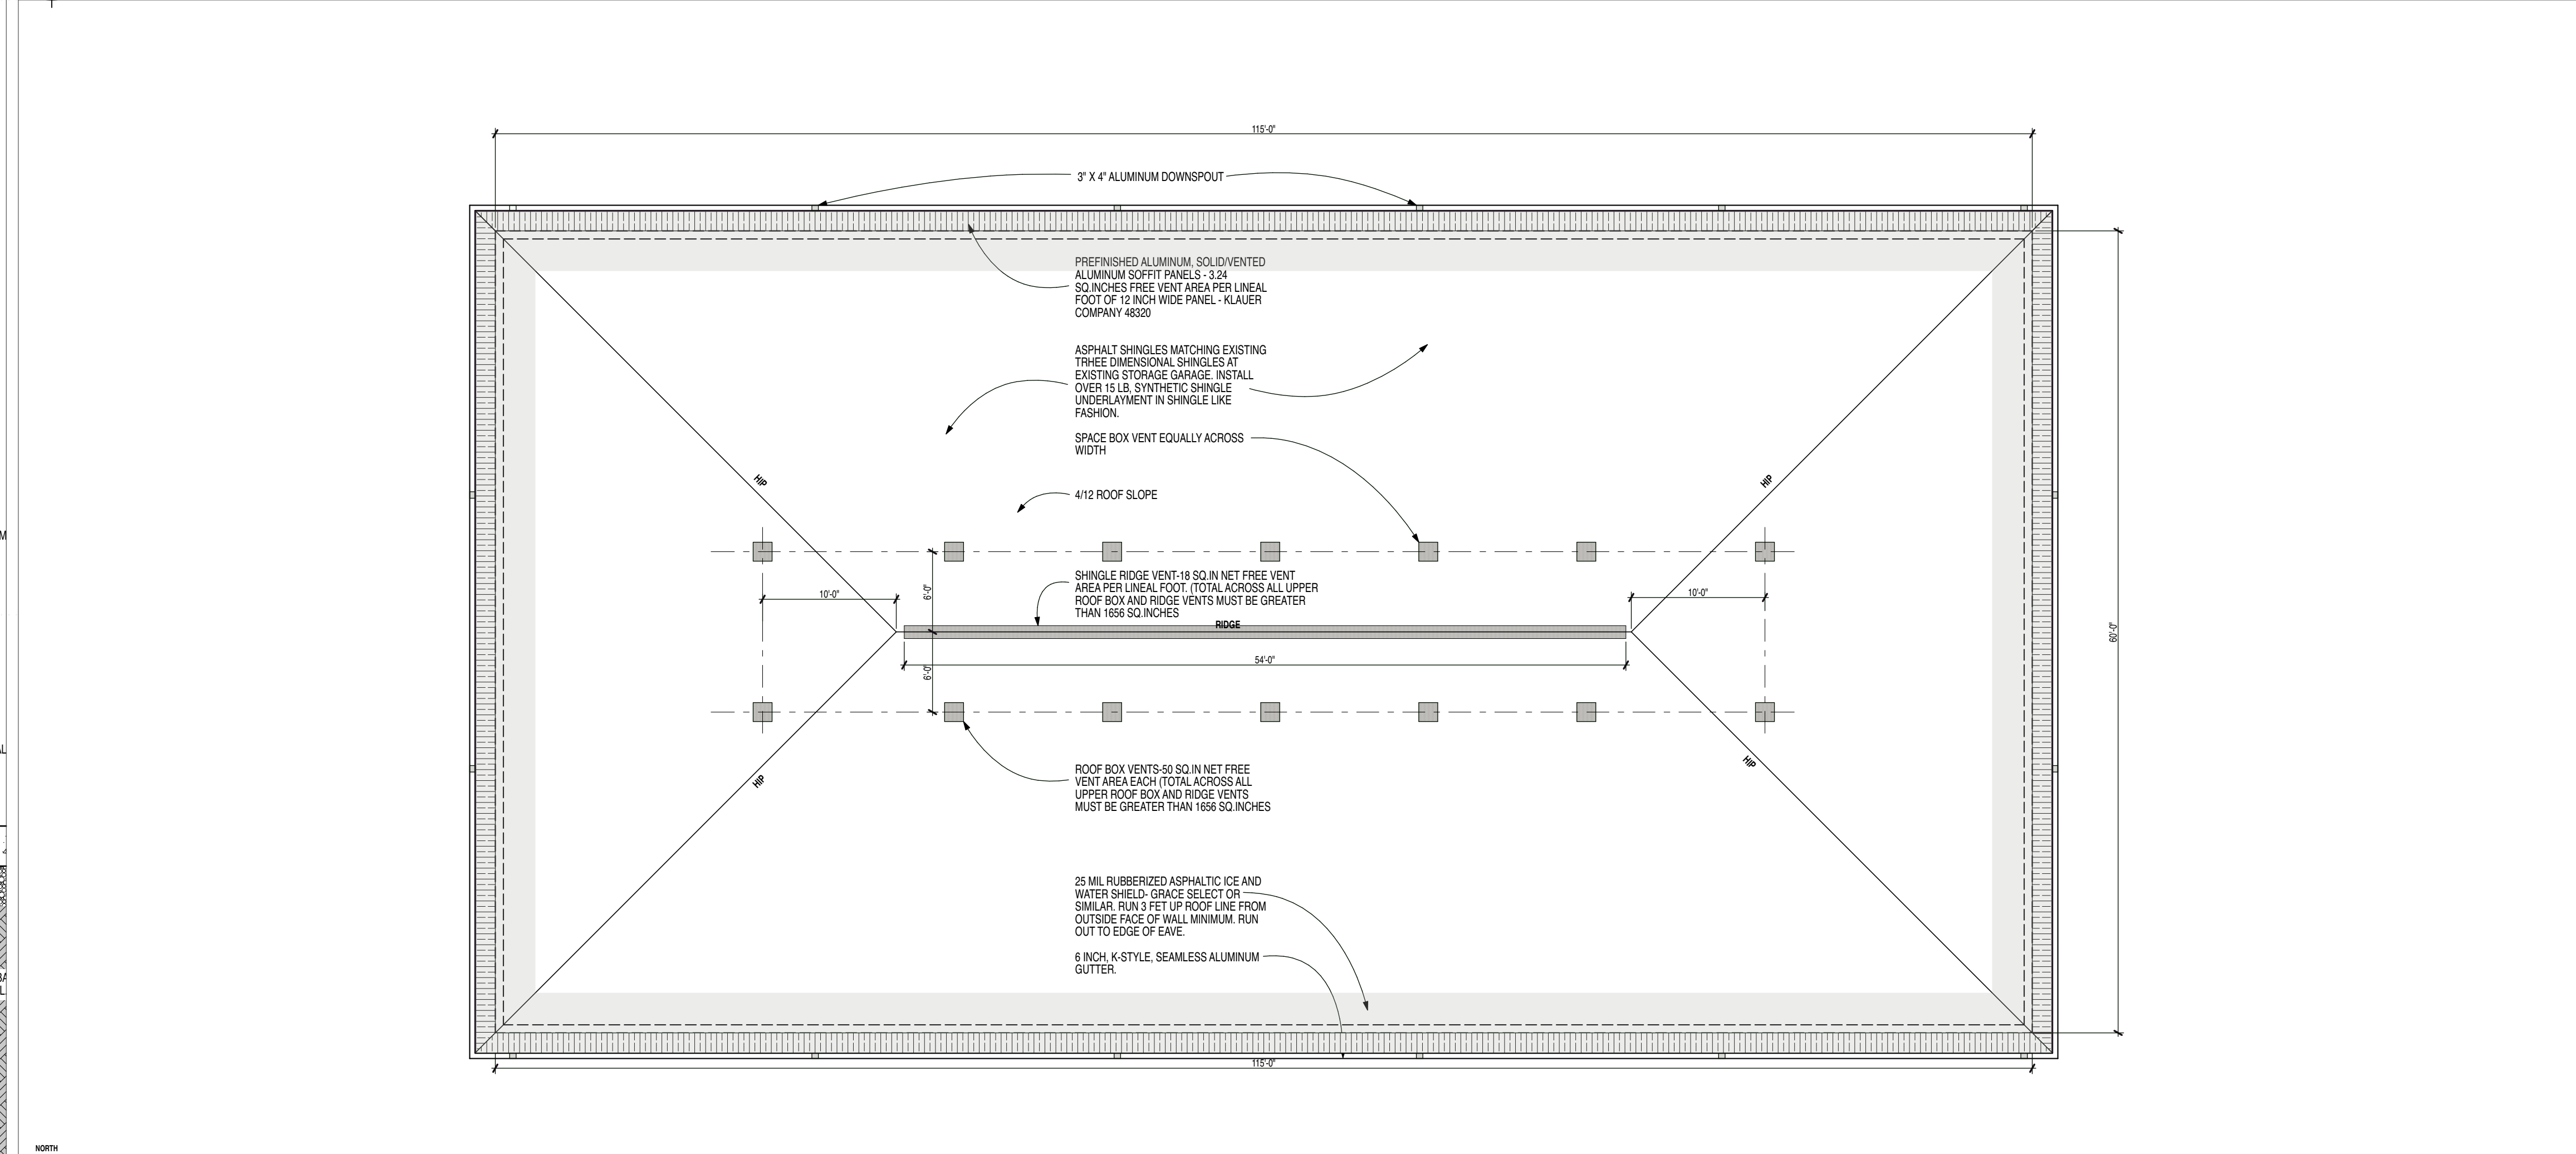 115'-0"
3" X 4" ALUMINUM DOWNSPOUT
PREFINISHED ALUMINUM, SOLID/VENTED
ALUMINUM SOFFIT PANELS - 3.24
SQ.INCHES FREE VENT AREA PER LINEAL
FOOT OF 12 INCH WIDE PANEL - KLAUER
COMPANY 48320
ASPHALT SHINGLES MATCHING EXISTING
TRHEE DIMENSIONAL SHINGLES AT
EXISTING STORAGE GARAGE. INSTALL
OVER 15 LB, SYNTHETIC SHINGLE
UNDERLAYMENT IN SHINGLE LIKE
FASHION.
SPACE BOX VENT EQUALLY ACROSS
WIDTH
HIP
HIP
4/12 ROOF SLOPE
SHINGLE RIDGE VENT-18 SQ.IN NET FREE VENT
AREA PER LINEAL FOOT. (TOTAL ACROSS ALL UPPER
ROOF BOX AND RIDGE VENTS MUST BE GREATER
THAN 1656 SQ.INCHES
10'-0"
6'-0"
10'-0"
RIDGE
60'-0"
54'-0"
6'-0"
HIP
HIP
ROOF BOX VENTS-50 SQ.IN NET FREE
VENT AREA EACH (TOTAL ACROSS ALL
UPPER ROOF BOX AND RIDGE VENTS
MUST BE GREATER THAN 1656 SQ.INCHES
25 MIL RUBBERIZED ASPHALTIC ICE AND
WATER SHIELD- GRACE SELECT OR
SIMILAR. RUN 3 FET UP ROOF LINE FROM
OUTSIDE FACE OF WALL MINIMUM. RUN
OUT TO EDGE OF EAVE.
6 INCH, K-STYLE, SEAMLESS ALUMINUM
GUTTER.
115'-0"
NORTH